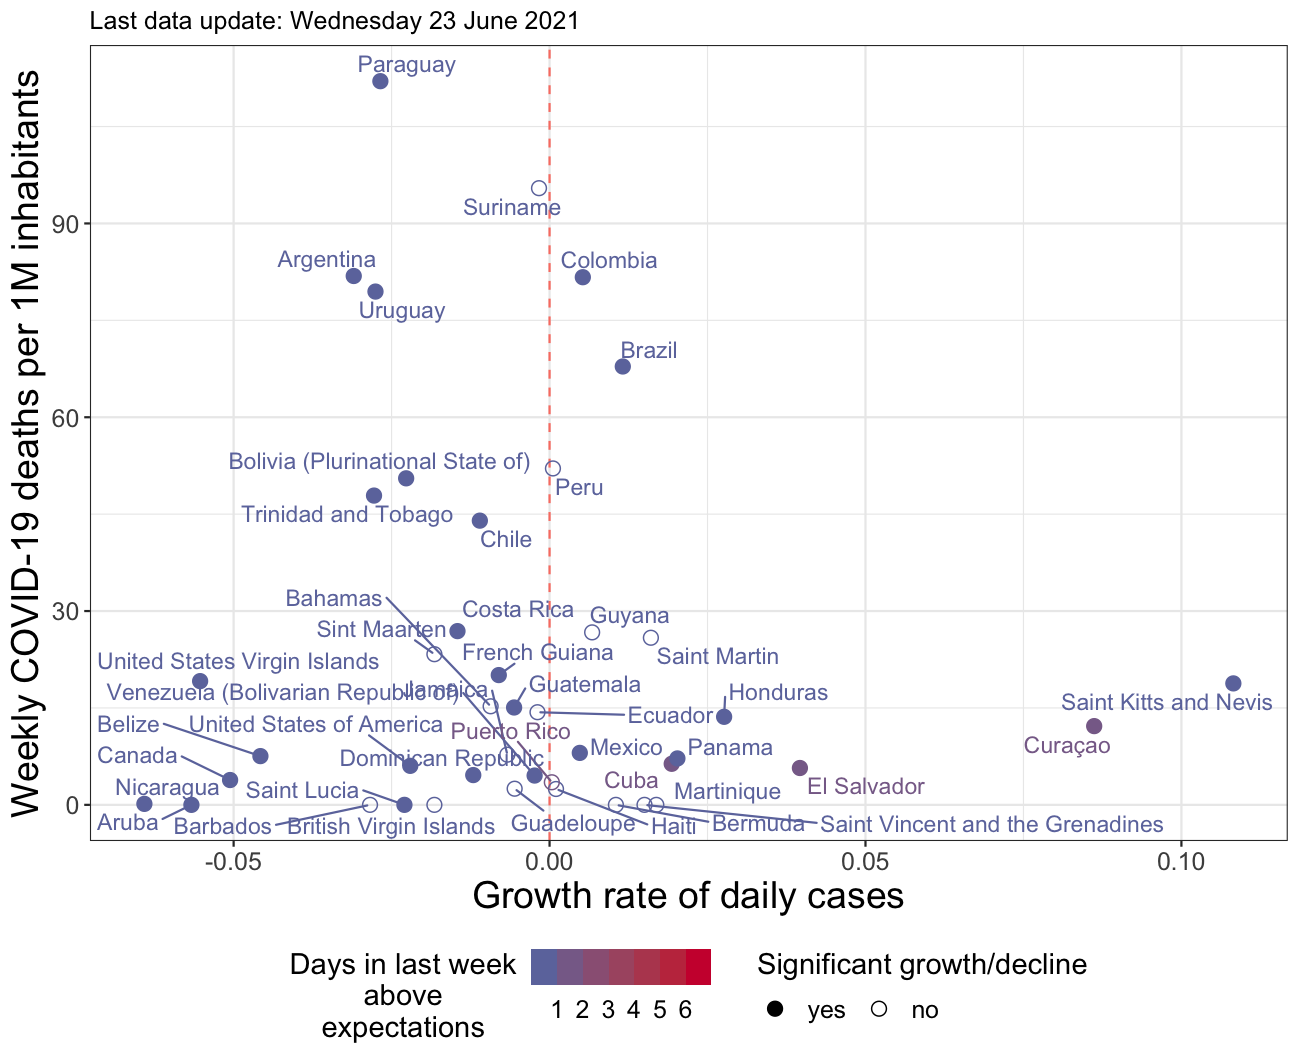 Last data update: Wednesday 23 June 2021
Weekly COVID-19 deaths per 1M inhabitants
90
60
30
0
Paraguay
Suriname
Argentina
Colombia
Uruguay
Brazil
Bolivia (Plurinational State of)
Peru
Trinidad and Tobago
Chile
Bahamas
Costa Rica
Guyana
Sint Maarten
French Guiana
Saint Martin
United States Virgin Islands
Venezuela (Bolivarian Republic of)
Jamaica
Guatemala
Honduras
Saint Kitts and Nevis
Belize
United States of America
Puerto Rico
Ecuador
Curaçao
Canada
Dominican Republic
Mexico
Panama
Nicaragua
Saint Lucia
Cuba
Martinique
El Salvador
Aruba
Barbados
British Virgin Islands
Guadeloupe
Haiti
Bermuda
Saint Vincent and the Grenadines
-0.05
0.00
0.05
0.10
Growth rate of daily cases
Days in last week
above
expectations
1 2 3 4 5 6
Significant growth/decline
yes
no